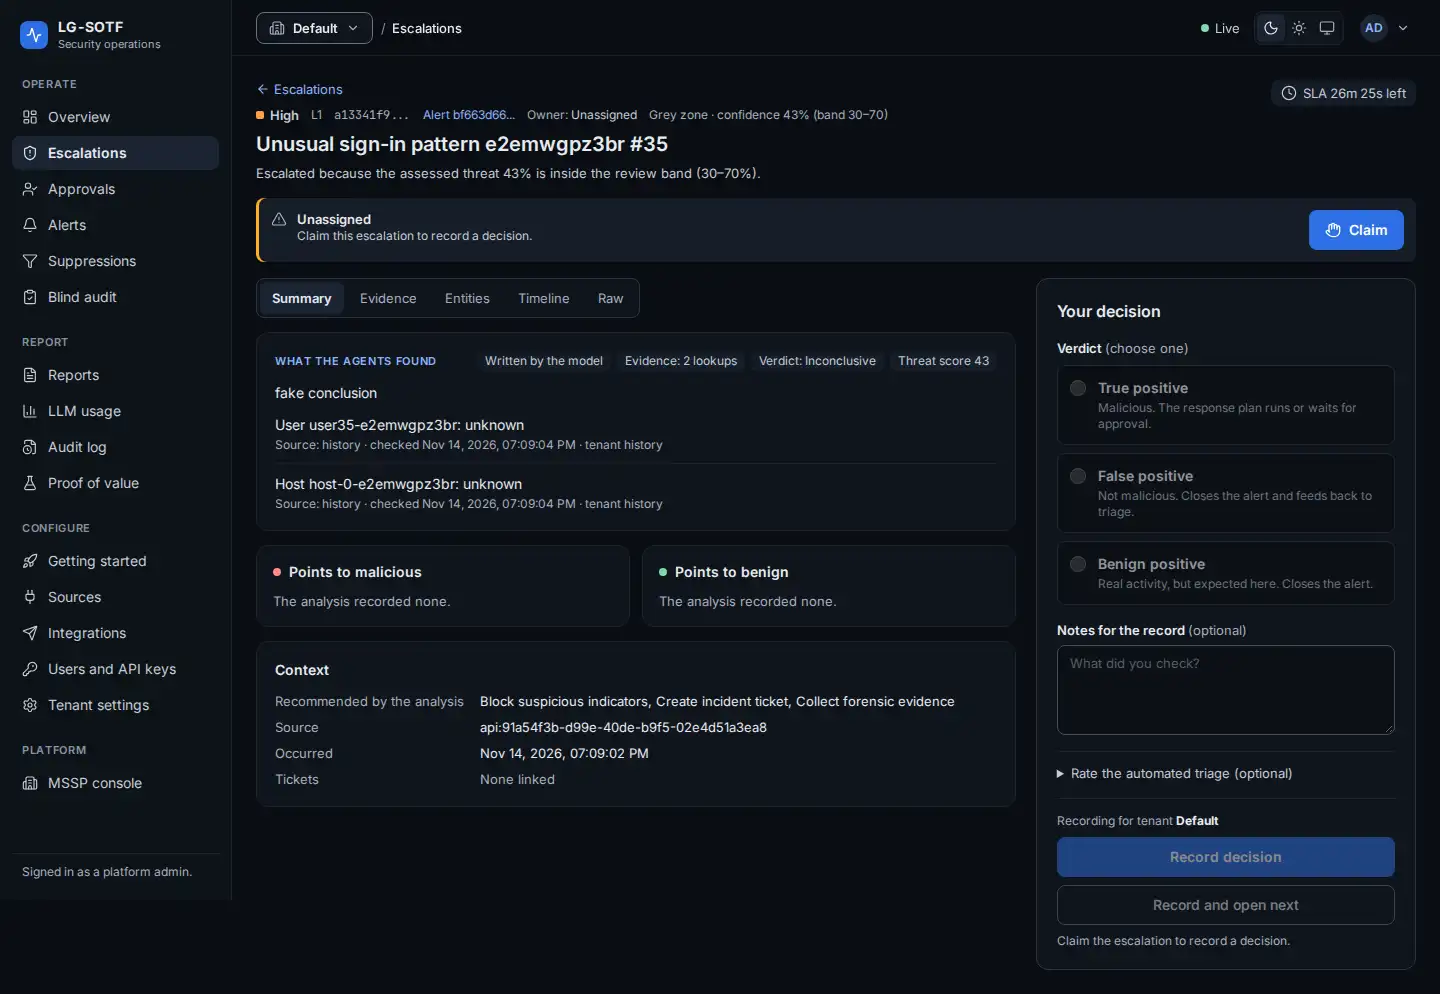 LG-SOTF
Security operations
OPERATE
Overview
Escalations
Approvals
Alerts
Suppressions
Blind audit
REPORT
Reports
LLM usage
Audit log
Proof of value
CONFIGURE
Getting started
Sources
Integrations
Users and API keys
Tenant settings
PLATFORM
MSSP console
Signed in as a platform admin.
Default / Escalations
Live
AD
← Escalations
SLA 26m 25s left
High L1 a13341f9... Alert bf663d66... Owner: Unassigned Grey zone · confidence 43% (band 30–70)
Unusual sign-in pattern e2emwgpz3br #35
Escalated because the assessed threat 43% is inside the review band (30–70%).
Unassigned
Claim this escalation to record a decision.
Claim
Summary Evidence Entities Timeline Raw
WHAT THE AGENTS FOUND Written by the model Evidence: 2 lookups Verdict: Inconclusive Threat score 43
fake conclusion
User user35-e2emwgpz3br: unknown
Source: history · checked Nov 14, 2026, 07:09:04 PM · tenant history
Host host-0-e2emwgpz3br: unknown
Source: history · checked Nov 14, 2026, 07:09:04 PM · tenant history
Points to malicious
The analysis recorded none.
Points to benign
The analysis recorded none.
Context
Recommended by the analysis Block suspicious indicators, Create incident ticket, Collect forensic evidence
Source api:91a54f3b-d99e-40de-b9f5-02e4d51a3ea8
Occurred Nov 14, 2026, 07:09:02 PM
Tickets None linked
Your decision
Verdict (choose one)
True positive
Malicious. The response plan runs or waits for
approval.
False positive
Not malicious. Closes the alert and feeds back to
triage.
Benign positive
Real activity, but expected here. Closes the alert.
Notes for the record (optional)
What did you check?
Rate the automated triage (optional)
Recording for tenant Default
Record decision
Record and open next
Claim the escalation to record a decision.